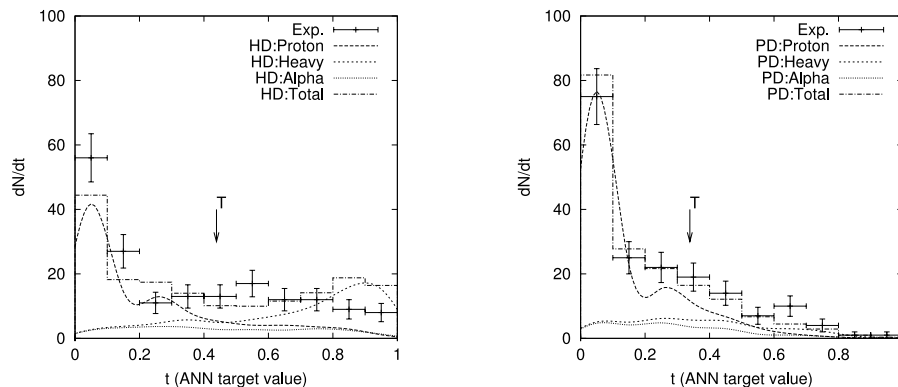 100
80
60
40
20
0
dN/dt
Exp.
HD:Proton
HD:Heavy
HD:Alpha
HD:Total
T
0 0.2 0.4 0.6 0.8 1
t (ANN target value)
100
80
60
40
20
0
dN/dt
Exp.
PD:Proton
PD:Heavy
PD:Alpha
PD:Total
T
0 0.2 0.4 0.6 0.8
t (ANN target value)